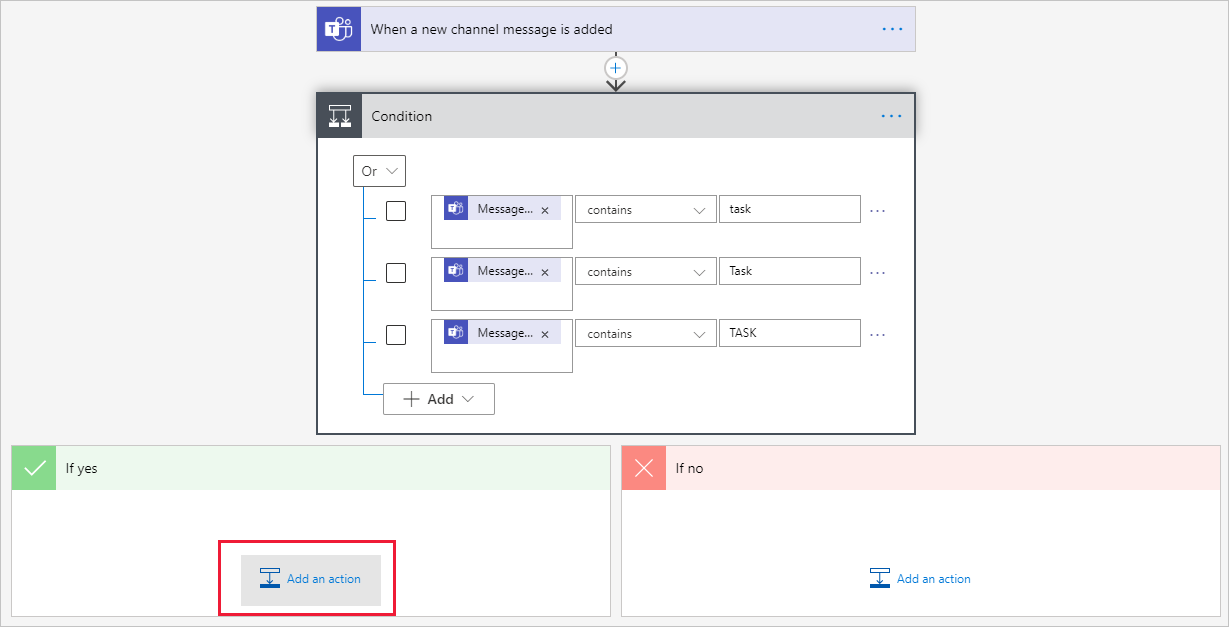 When a new channel message is added
Condition
Or
Message... × contains task
Message... × contains Task
Message... × contains TASK
Add
If yes
If no
Add an action
Add an action